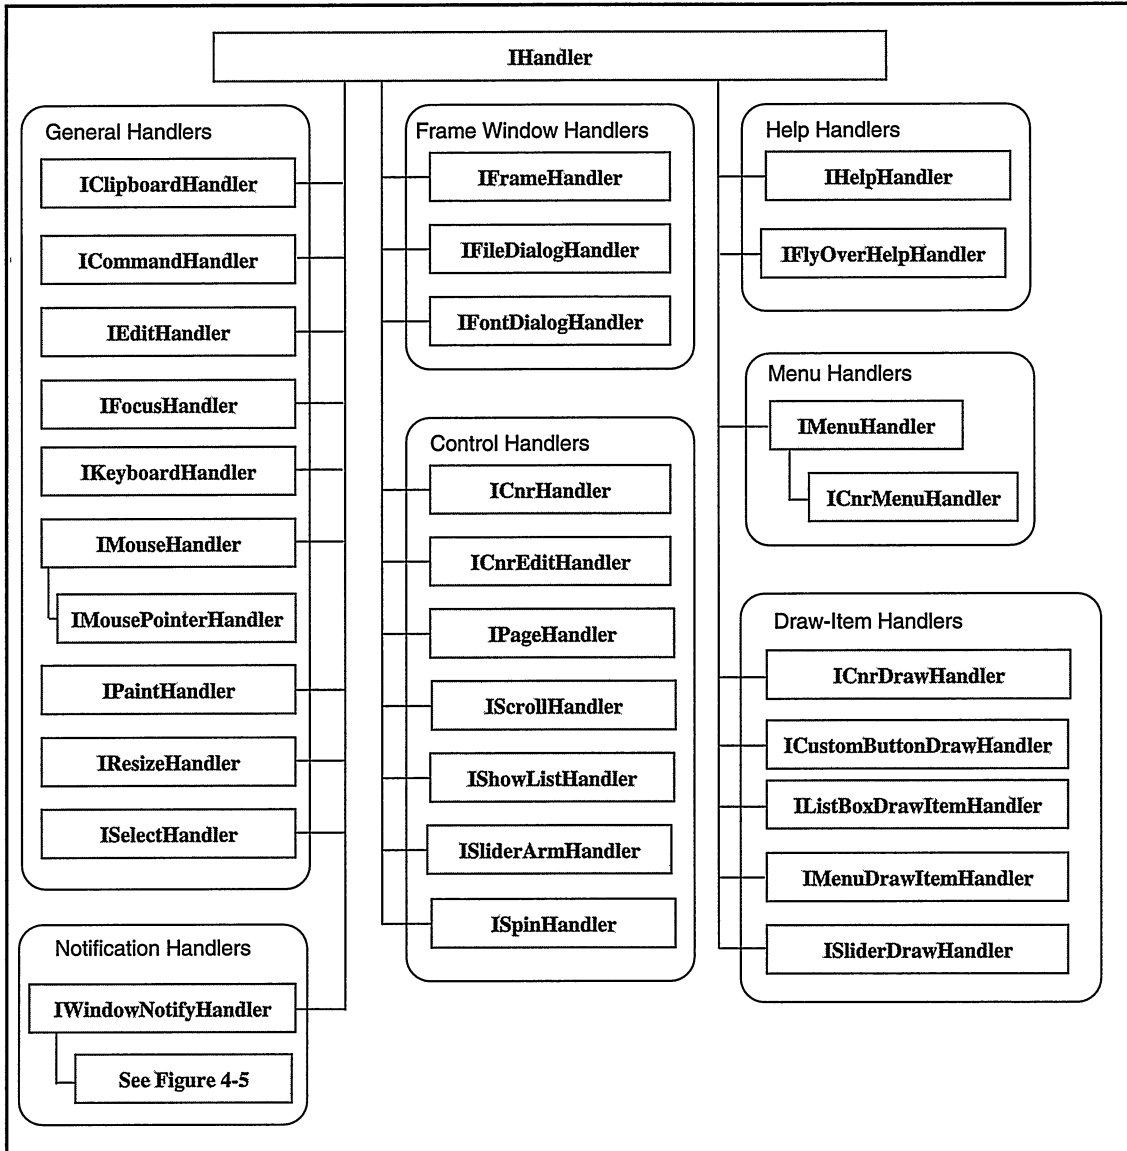 IHandler
General Handlers
IClipboardHandler
ICommandHandler
IEditHandler
IFocusHandler
IKeyboardHandler
IMouseHandler
IMousePointerHandler
IPaintHandler
IResizeHandler
ISelectHandler
Notification Handlers
IWindowNotifyHandler
See Figure 4-5
Frame Window Handlers
IFrameHandler
IFileDialogHandler
IFontDialogHandler
Control Handlers
ICnrHandler
ICnrEditHandler
IPageHandler
IScrollHandler
IShowListHandler
ISliderArmHandler
ISpinHandler
Help Handlers
IHelpHandler
IFlyOverHelpHandler
Menu Handlers
IMenuHandler
ICnrMenuHandler
Draw-Item Handlers
ICnrDrawHandler
ICustomButtonDrawHandler
IListBoxDrawItemHandler
IMenuDrawItemHandler
ISliderDrawHandler